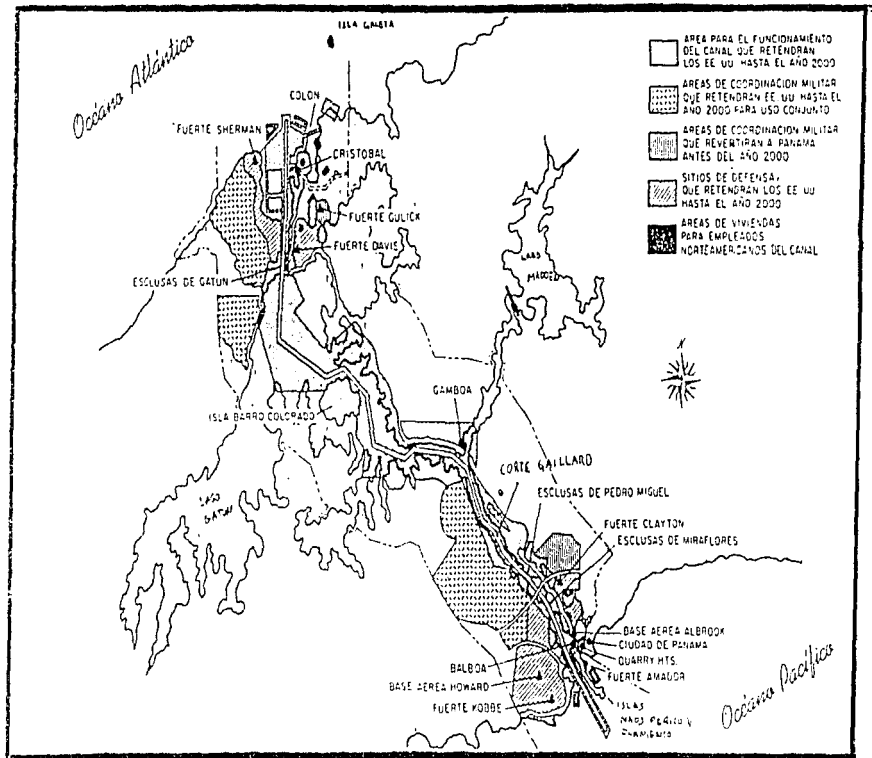 ISLA GALETA
Océano Atlántico
COLON
FUERTE SHERMAN
CRISTOBAL
FUERTE GULICK
FUERTE DAVIS
ESCLUSAS DE GATUN
LAGO
MADDEN
GAMBOA
ISLA BARRO COLORADO
LAGO
GATUN
CORTE GAILLARD
ESCLUSAS DE PEDRO MIGUEL
FUERTE CLAYTON
ESCLUSAS DE MIRAFLORES
BASE AEREA ALBROOK
CIUDAD DE PANAMA
BALBOA
QUARRY HTS.
BASE AEREA HOWARD
FUERTE AMADOR
FUERTE KOBBE
ISLAS
NAOS PERICO Y
FLAMENCO
Océano Pacífico
N
AREA PARA EL FUNCIONAMIENTO
DEL CANAL QUE RETENDRAN
LOS EE UU HASTA EL AÑO 2000
AREAS DE COORDINACION MILITAR
QUE RETENDRAN EE. UU. HASTA EL
AÑO 2000 PARA USO CONJUNTO
AREAS DE COORDINACION MILITAR
QUE REVERTIRAN A PANAMA
ANTES DEL AÑO 2000
SITIOS DE DEFENSA,
QUE RETENDRAN LOS EE UU
HASTA EL AÑO 2000
AREAS DE VIVIENDAS
PARA EMPLEADOS
NORTEAMERICANOS DEL CANAL